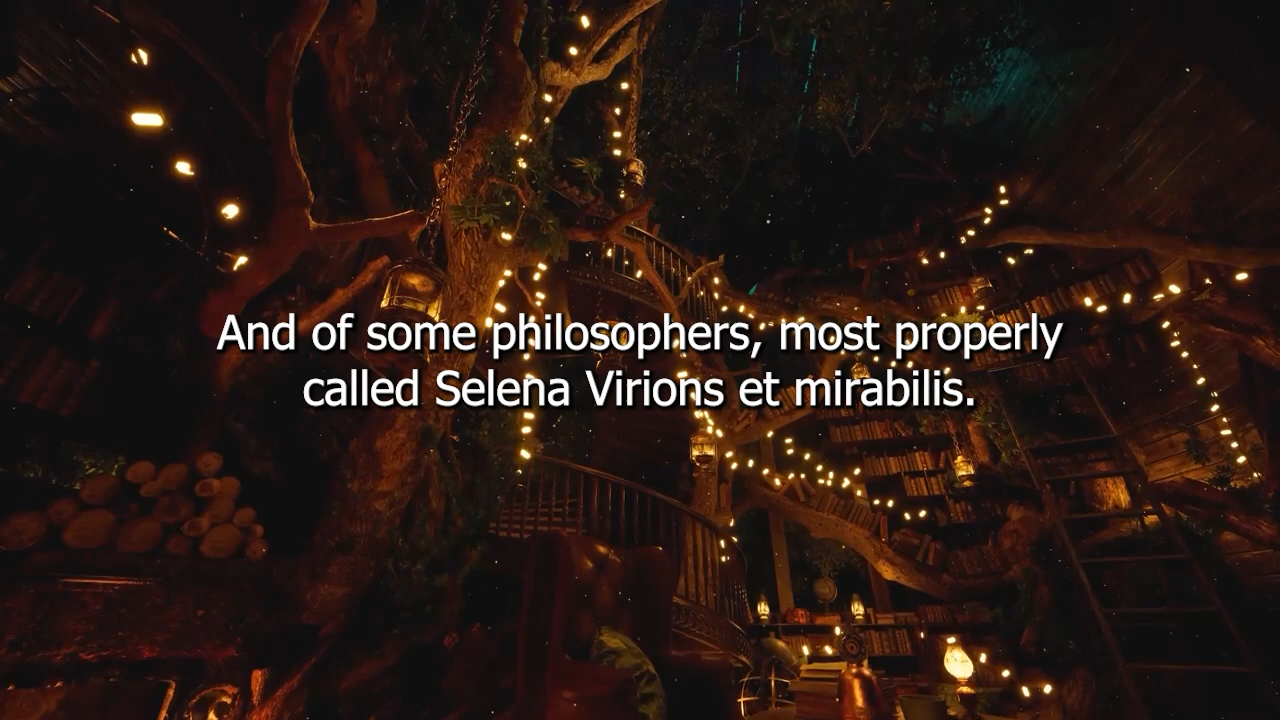 And of some philosophers, most properly
called Selena Virions et mirabilis.